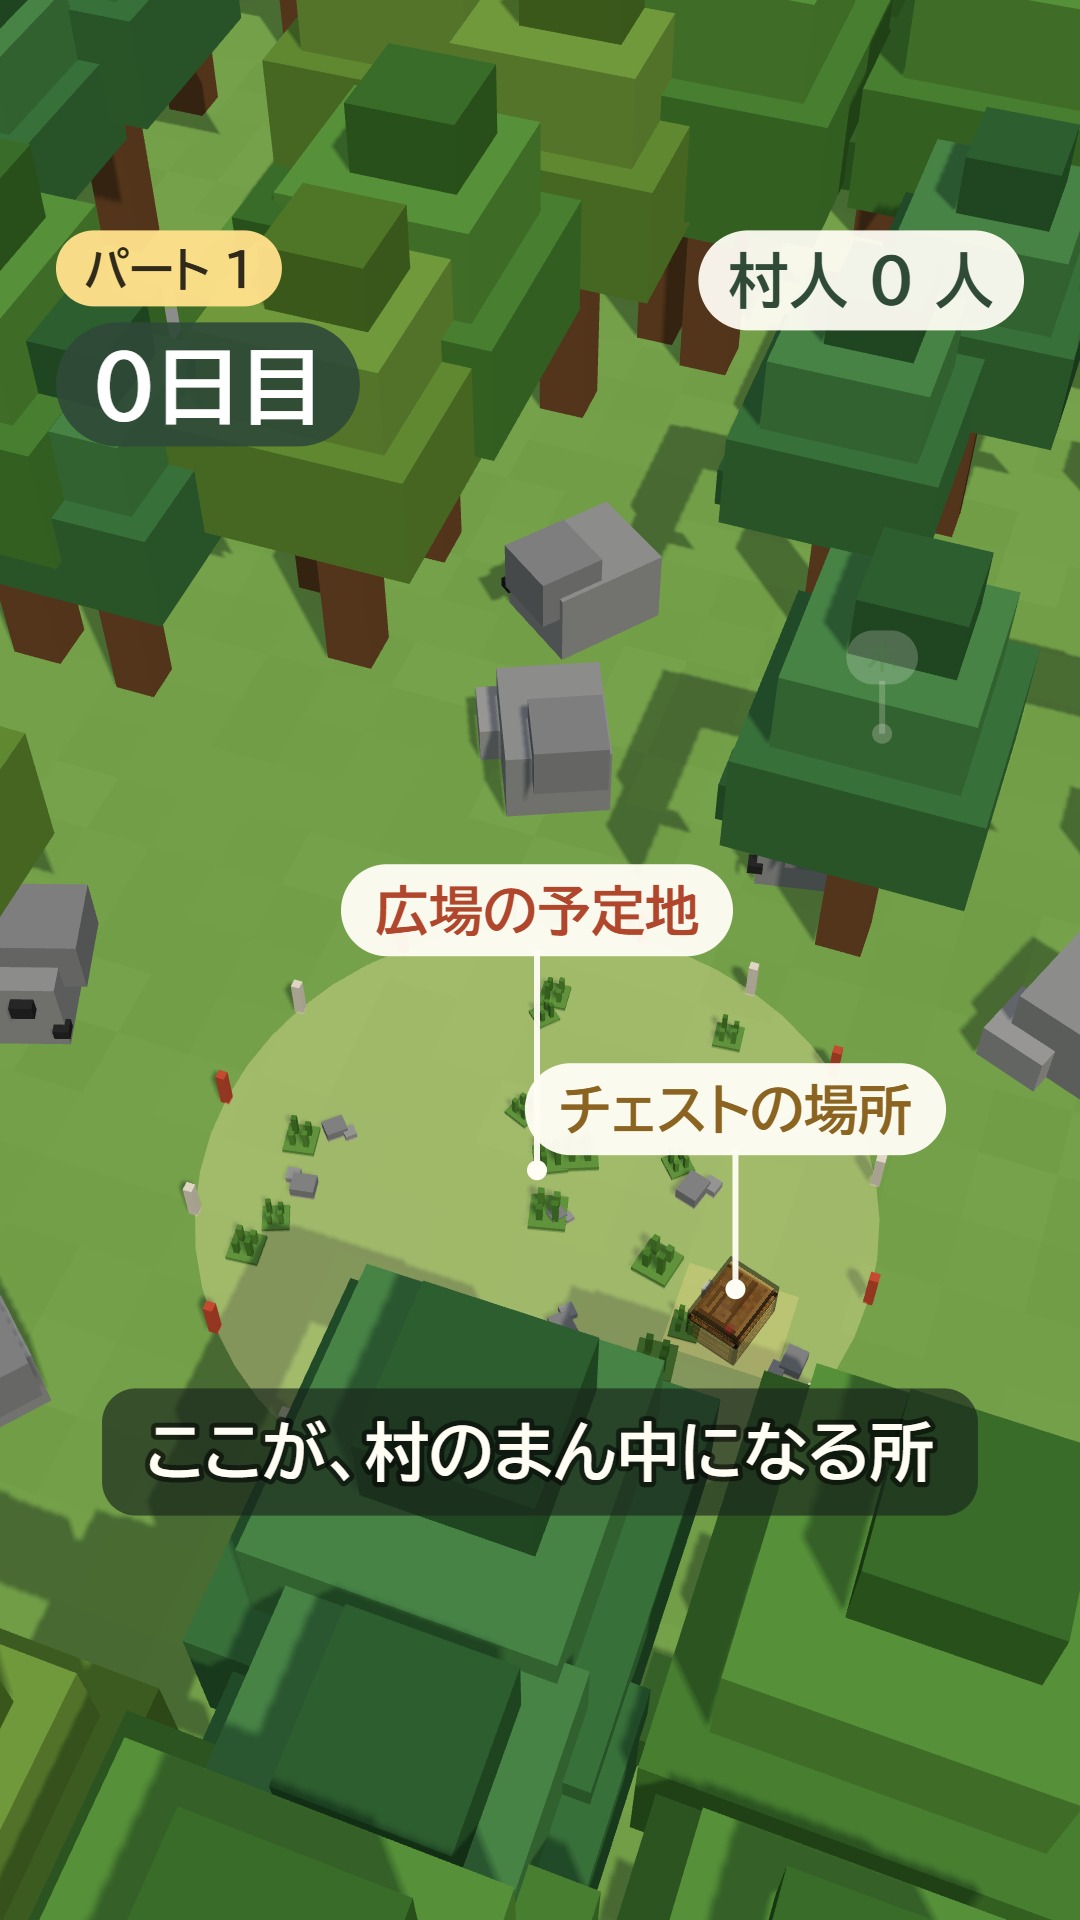 パート 1
0日目
村人 0 人
広場の予定地
チェストの場所
ここが、村のまん中になる所